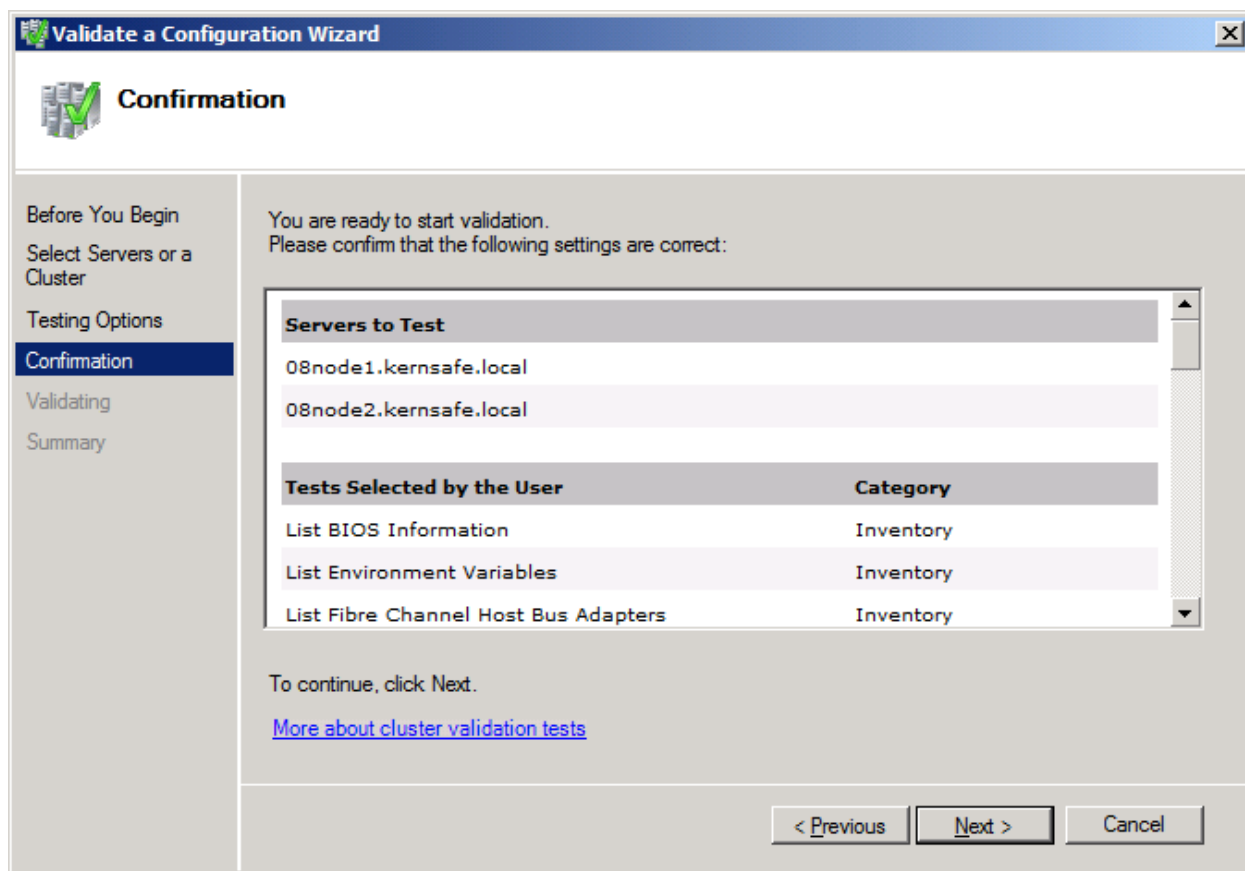 Validate a Configuration Wizard
Confirmation
Before You Begin
Select Servers or a
Cluster
Testing Options
Confirmation
Validating
Summary
You are ready to start validation.
Please confirm that the following settings are correct:
Servers to Test
08node1.kernsafe.local
08node2.kernsafe.local
Tests Selected by the User Category
List BIOS Information Inventory
List Environment Variables Inventory
List Fibre Channel Host Bus Adapters Inventory
To continue, click Next.
More about cluster validation tests
< Previous Next > Cancel